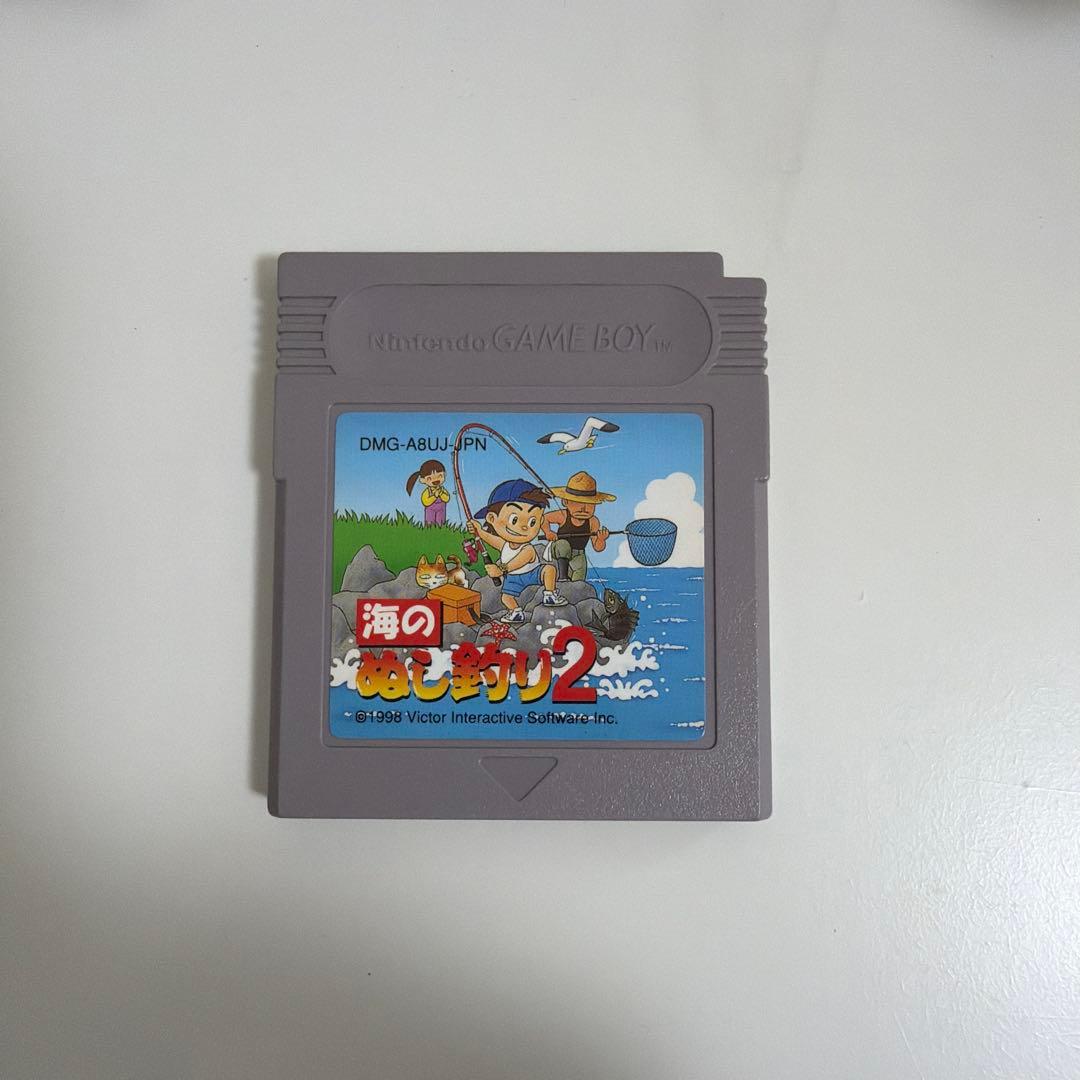 Nintendo GAME BOY TM
DMG-A8UJ-JPN
海の
ぬし釣り2
©1998 Victor Interactive Software Inc.